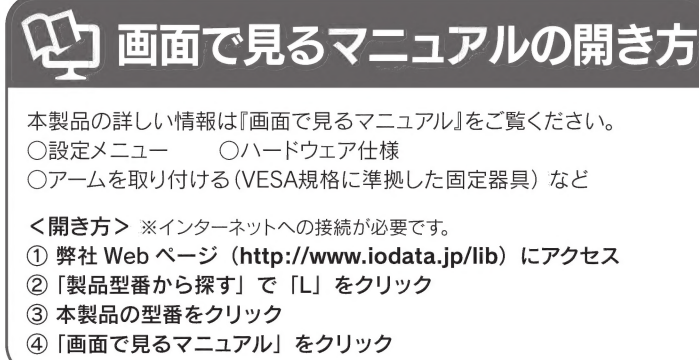 画面で見るマニュアルの開き方
本製品の詳しい情報は『画面で見るマニュアル』をご覧ください。
○設定メニュー　　○ハードウェア仕様
○アームを取り付ける（VESA規格に準拠した固定器具）など
＜開き方＞ ※インターネットへの接続が必要です。
① 弊社 Web ページ（http://www.iodata.jp/lib）にアクセス
② 「製品型番から探す」で「L」をクリック
③ 本製品の型番をクリック
④ 「画面で見るマニュアル」をクリック